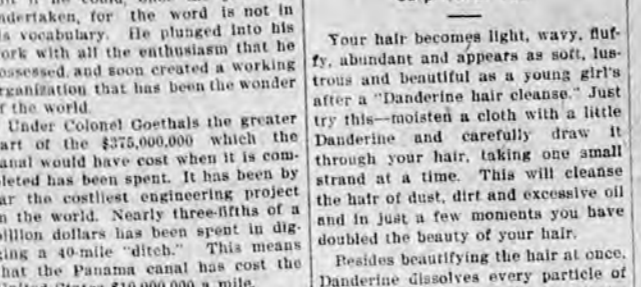 ndertaken, for the word is not in
is vocabulary. He plunged into his
ork with all the enthusiasm that he
ossessed, and soon created a working
rganization that has been the wonder
f the world.
Under Colonel Goethals the greater
art of the $375,000,000 which the
anal would have cost when it is com-
leted has been spent. It has been by
ar the costliest engineering project
n the world. Nearly three-fifths of a
illion dollars has been spent in dig-
ging a 40-mile "ditch." This means
hat the Panama canal has cost the
nited States $10,000,000 a mile.
Your hair becomes light, wavy, fluf-
fy, abundant and appears as soft, lus-
trous and beautiful as a young girl's
after a "Danderine hair cleanse." Just
try this—moisten a cloth with a little
Danderine and carefully draw it
through your hair, taking one small
strand at a time. This will cleanse
the hair of dust, dirt and excessive oil
and in just a few moments you have
doubled the beauty of your hair.
Besides beautifying the hair at once,
Danderine dissolves every particle of